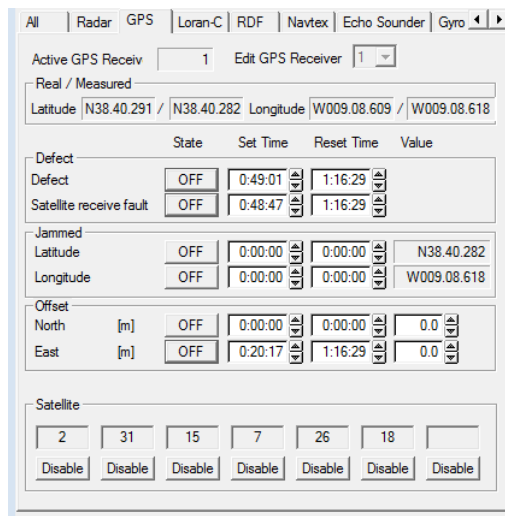 All Radar GPS Loran-C RDF Navtex Echo Sounder Gyro
Active GPS Receiv 1 Edit GPS Receiver 1
Real / Measured
Latitude N38.40.291 / N38.40.282 Longitude W009.08.609 / W009.08.618
State Set Time Reset Time Value
Defect
Defect OFF 0:49:01 1:16:29
Satellite receive fault OFF 0:48:47 1:16:29
Jammed
Latitude OFF 0:00:00 0:00:00 N38.40.282
Longitude OFF 0:00:00 0:00:00 W009.08.618
Offset
North [m] OFF 0:00:00 0:00:00 0.0
East [m] OFF 0:20:17 1:16:29 0.0
Satellite
2 31 15 7 26 18
Disable Disable Disable Disable Disable Disable Disable